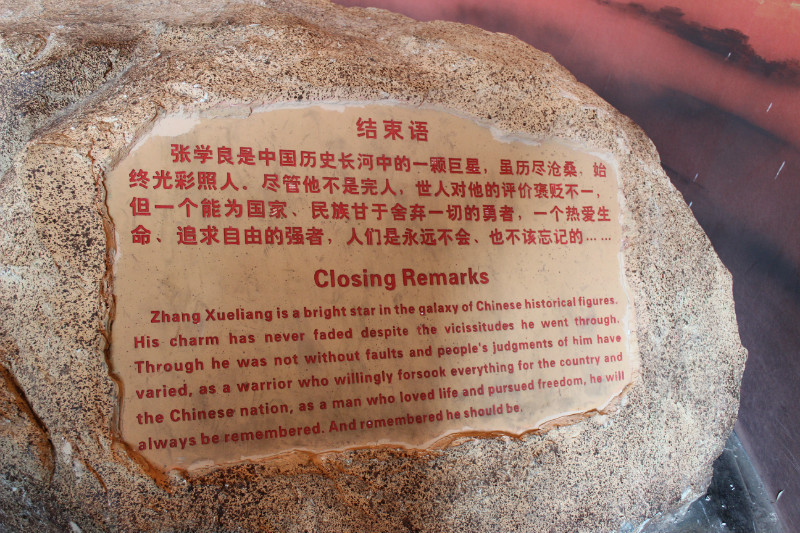 结束语
张学良是中国历史长河中的一颗巨星，虽历尽沧桑，始
终光彩照人。尽管他不是完人，世人对他的评价褒贬不一，
但一个能为国家、民族甘于舍弃一切的勇者，一个热爱生
命、追求自由的强者，人们是永远不会、也不该忘记的……
Closing Remarks
Zhang Xueliang is a bright star in the galaxy of Chinese historical figures.
His charm has never faded despite the vicissitudes he went through.
Through he was not without faults and people's judgments of him have
varied, as a warrior who willingly forsook everything for the country and
the Chinese nation, as a man who loved life and pursued freedom, he will
always be remembered. And remembered he should be.